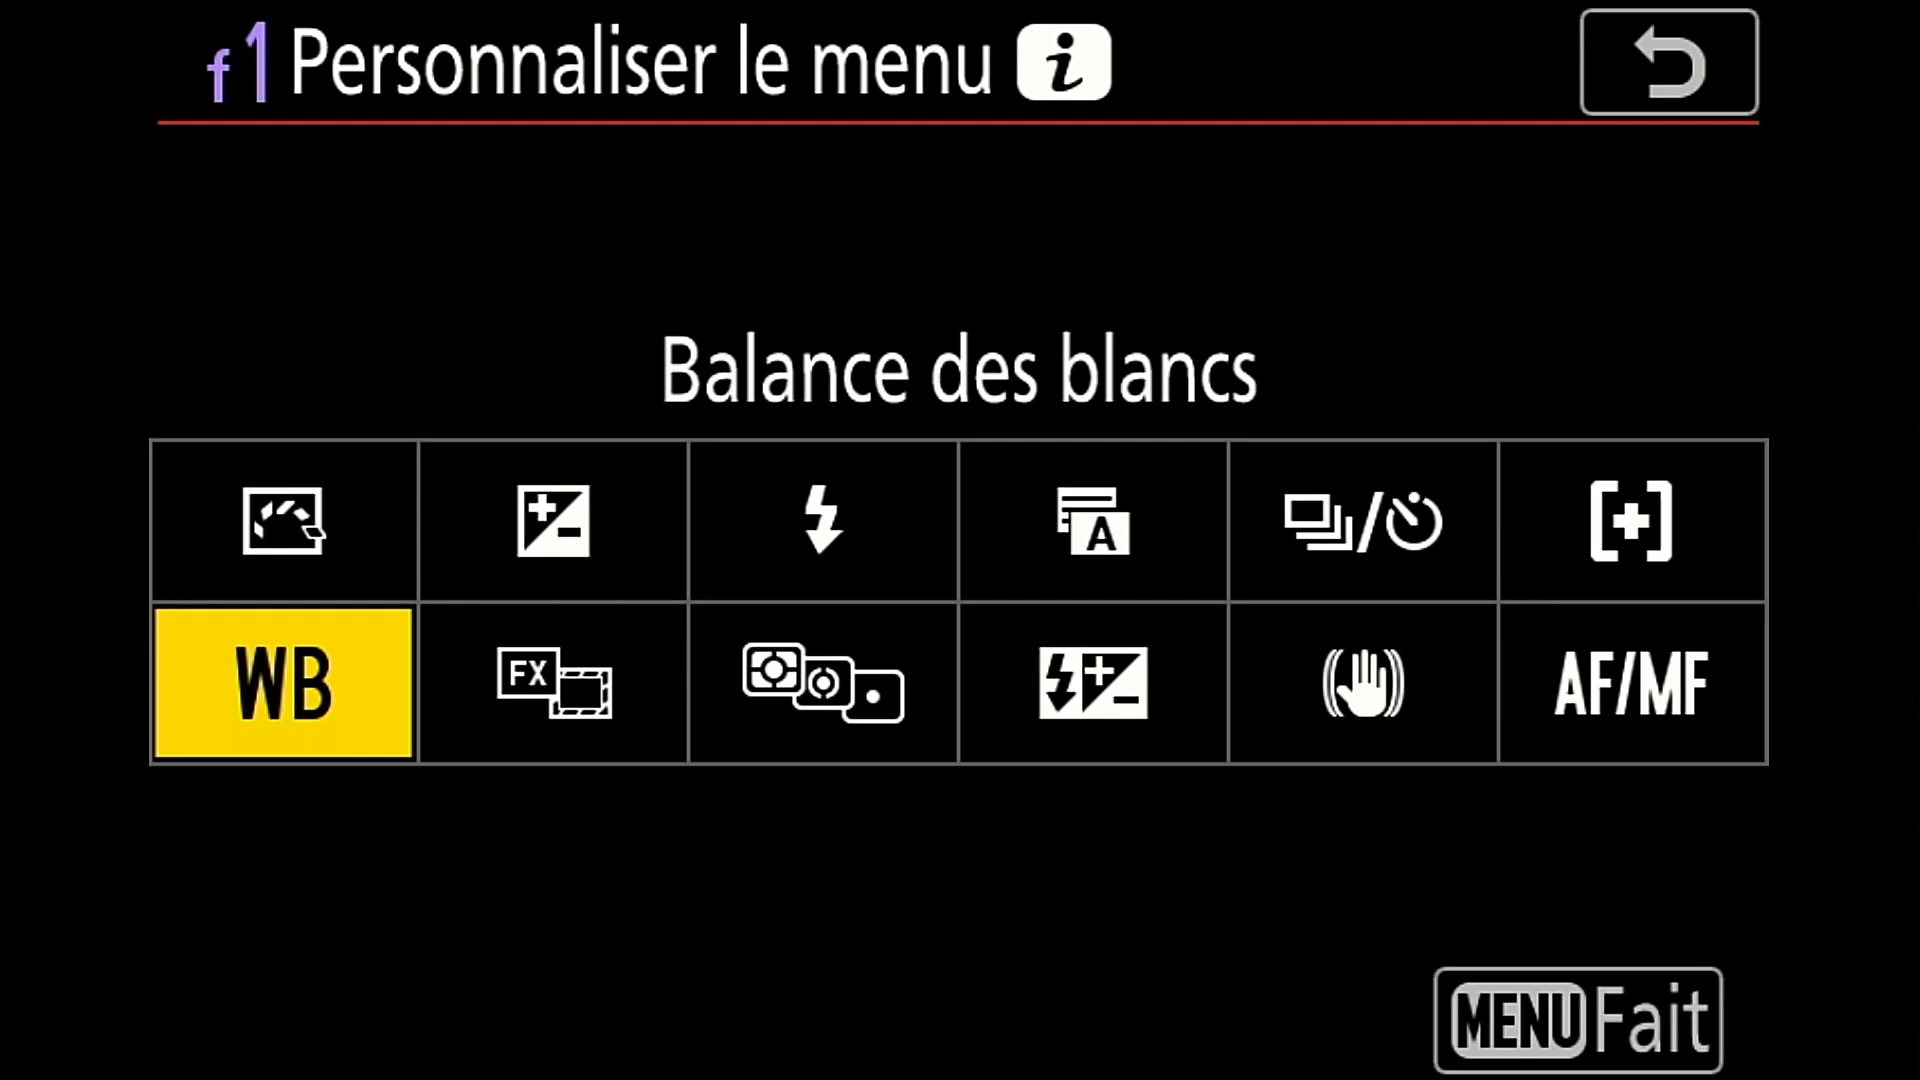 f1 Personnaliser le menu i
Balance des blancs
A
WB
FX
AF/MF
MENU Fait